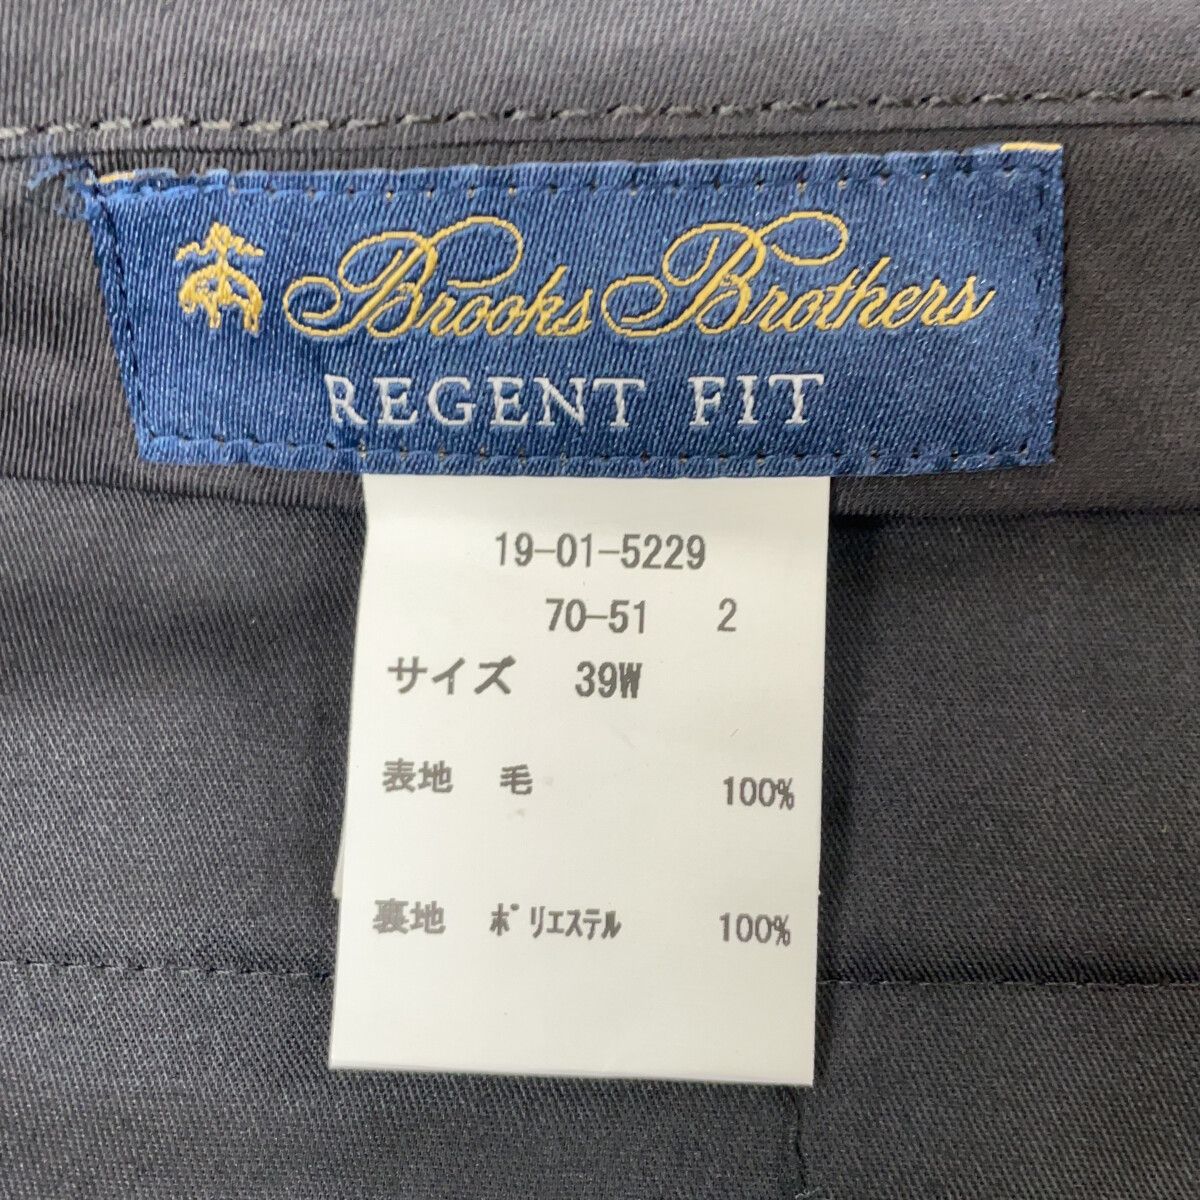 Brooks Brothers
REGENT FIT
19-01-5229
70-51 2
サイズ 39W
表地 毛 100%
裏地 ﾎﾟﾘｴｽﾃﾙ 100%